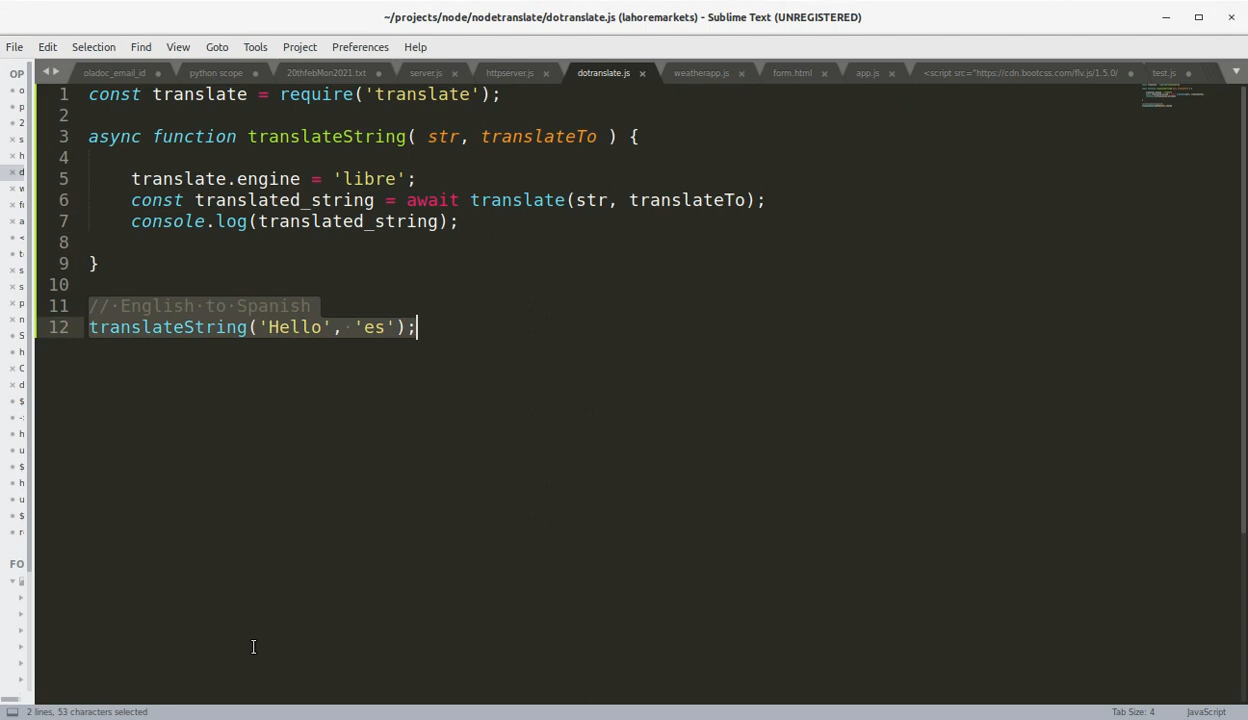 ~/projects/node/nodetranslate/dotranslate.js (lahoremarkets) - Sublime Text (UNREGISTERED)
File Edit Selection Find View Goto Tools Project Preferences Help
OP oladoc_email_id python scope 20thfebMon2021.txt server.js httpserver.js dotranslate.js weatherapp.js form.html app.js <script src="https://cdn.bootcss.com/flv.js/1.5.0/ test.js
1 const translate = require('translate');
2
3 async function translateString( str, translateTo ) {
4
5 translate.engine = 'libre';
6 const translated_string = await translate(str, translateTo);
7 console.log(translated_string);
8
9 }
10
11 // English to Spanish
12 translateString('Hello', 'es');
FO
2 lines, 53 characters selected Tab Size: 4 JavaScript